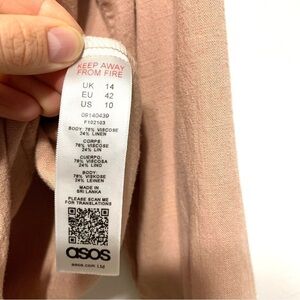 KEEP AWAY
FROM FIRE
UK 14
EU 42
US 10
09140439
F102103
BODY: 76% VISCOSE
24% LINEN
CORPS:
76% VISCOSE
24% LIN
CUERPO:
76% VISCOSA
24% LINO
BODY:
76% VISKOSE
24% LEINEN
MADE IN
SRI LANKA
PLEASE SCAN ME
FOR TRANSLATIONS
asos
asos.com Ltd